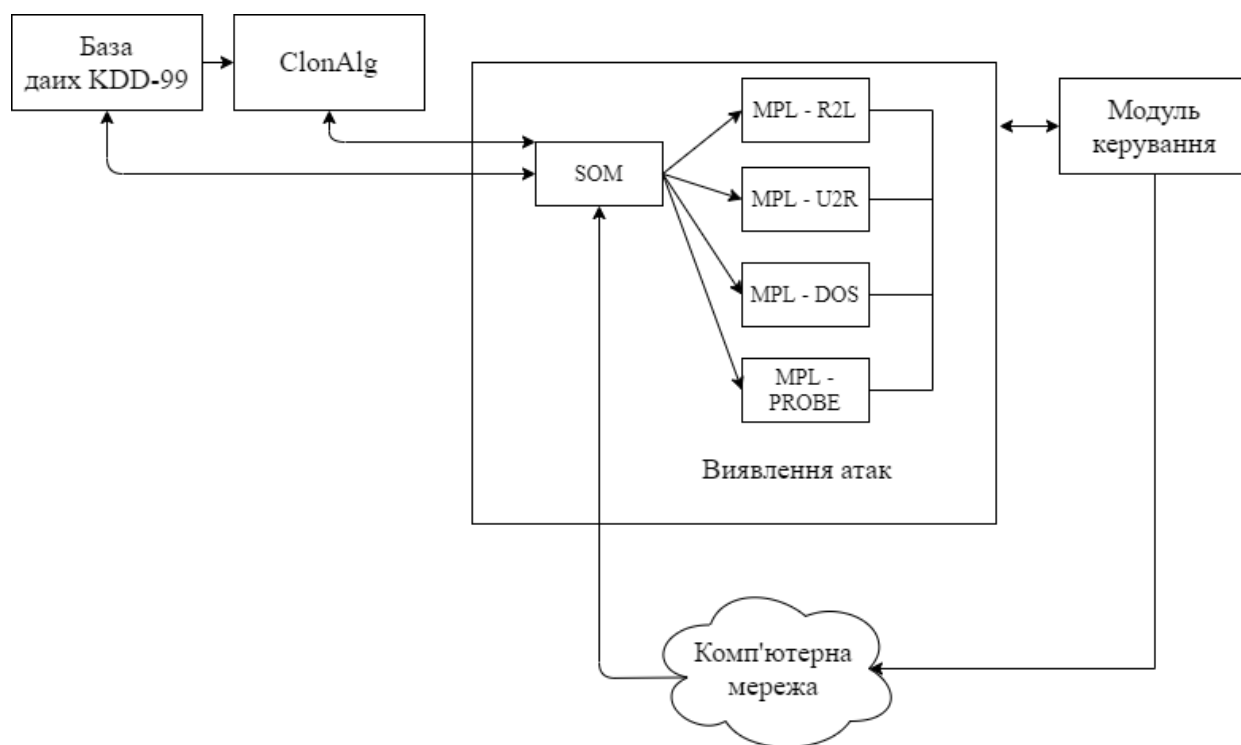 База
даих KDD-99
ClonAlg
MPL - R2L
Модуль
керування
SOM
MPL - U2R
MPL - DOS
MPL -
PROBE
Виявлення атак
Комп'ютерна
мережа